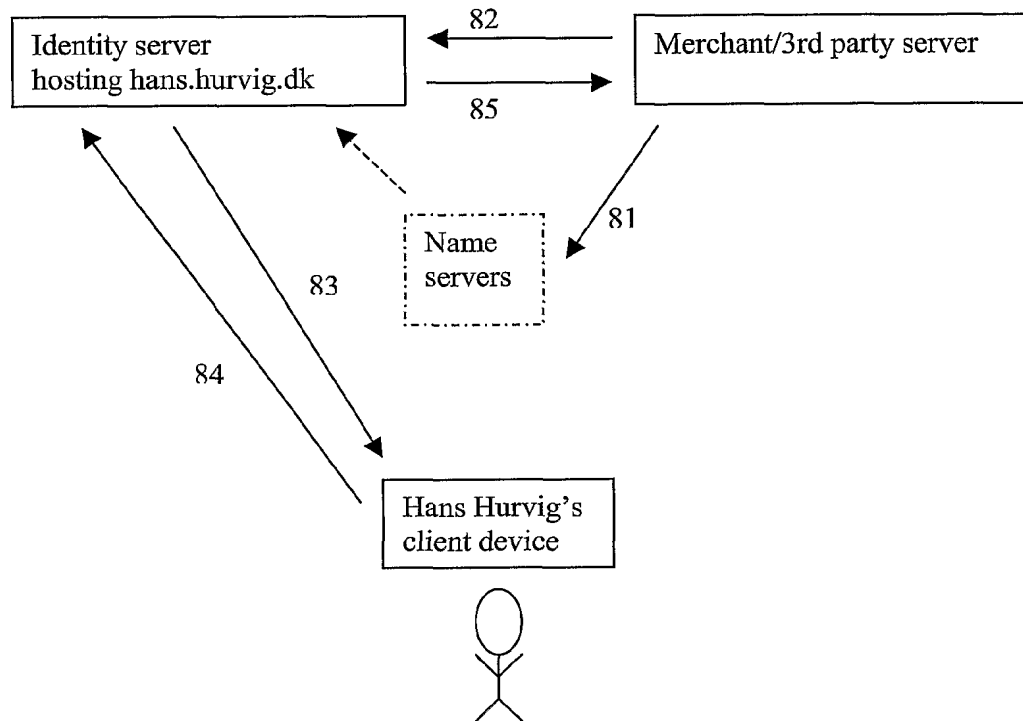 82
Identity server
hosting hans.hurvig.dk
Merchant/3rd party server
85
81
Name
servers
83
84
Hans Hurvig's
client device